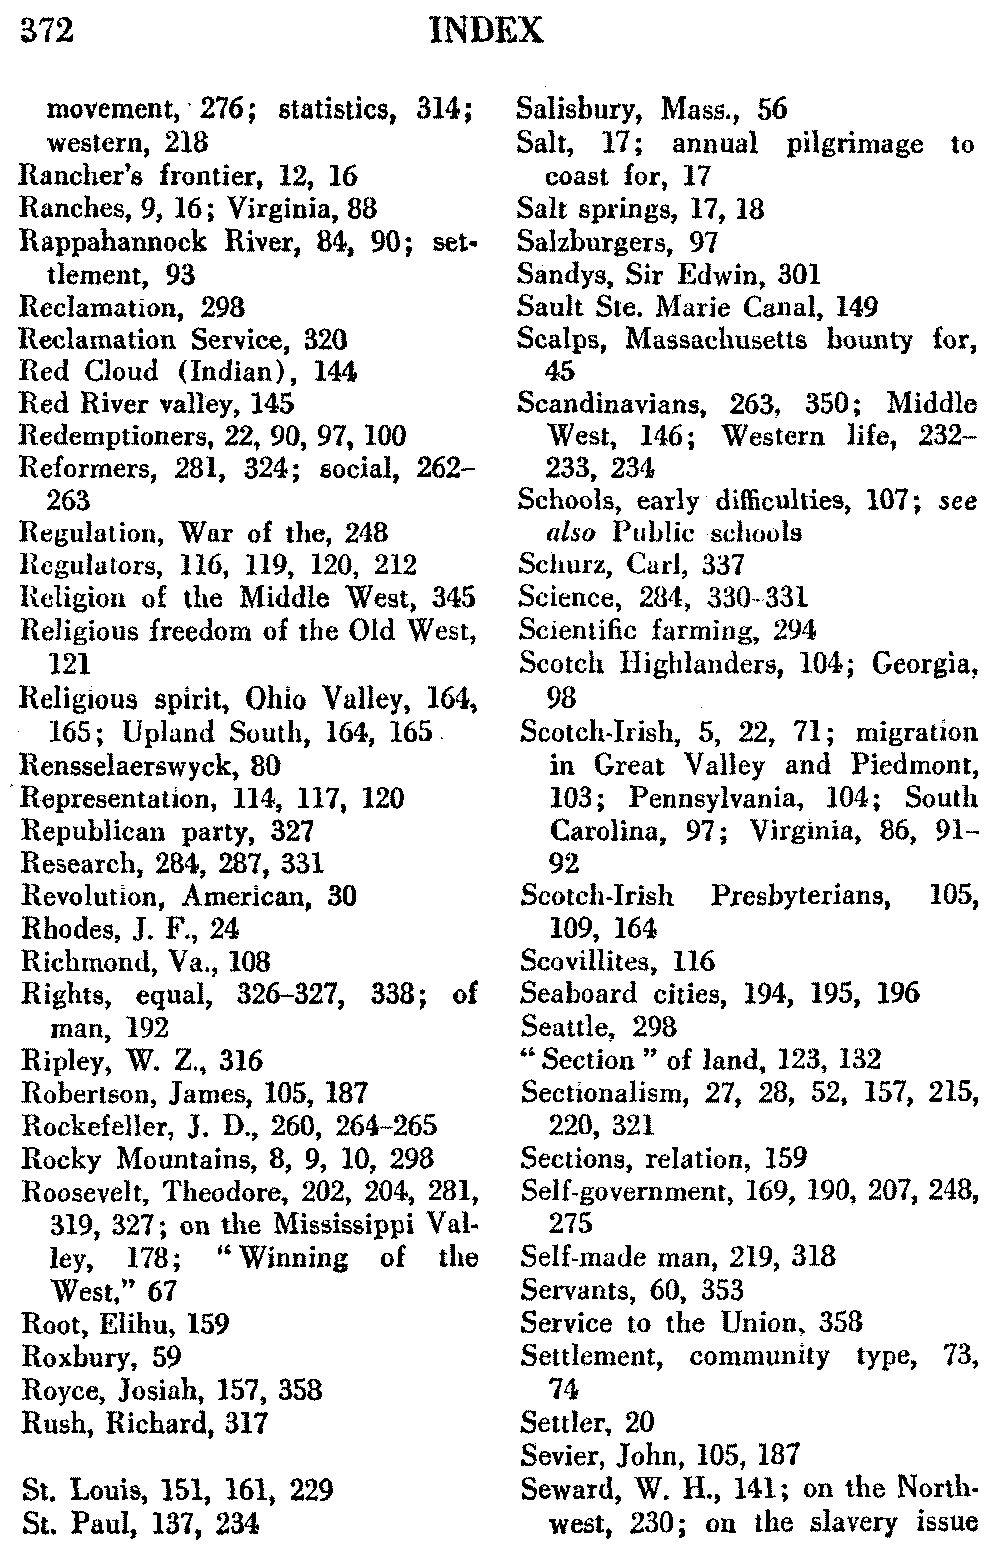 372 INDEX
movement, 276; statistics, 314;
western, 218
Rancher's frontier, 12, 16
Ranches, 9, 16; Virginia, 88
Rappahannock River, 84, 90; set-
tlement, 93
Reclamation, 298
Reclamation Service, 320
Red Cloud (Indian), 144
Red River valley, 145
Redemptioners, 22, 90, 97, 100
Reformers, 281, 324; social, 262–
263
Regulation, War of the, 248
Regulators, 116, 119, 120, 212
Religion of the Middle West, 345
Religious freedom of the Old West,
121
Religious spirit, Ohio Valley, 164,
165; Upland South, 164, 165
Rensselaerswyck, 80
Representation, 114, 117, 120
Republican party, 327
Research, 284, 287, 331
Revolution, American, 30
Rhodes, J. F., 24
Richmond, Va., 108
Rights, equal, 326–327, 338; of
man, 192
Ripley, W. Z., 316
Robertson, James, 105, 187
Rockefeller, J. D., 260, 264–265
Rocky Mountains, 8, 9, 10, 298
Roosevelt, Theodore, 202, 204, 281,
319, 327; on the Mississippi Val-
ley, 178; "Winning of the
West," 67
Root, Elihu, 159
Roxbury, 59
Royce, Josiah, 157, 358
Rush, Richard, 317
St. Louis, 151, 161, 229
St. Paul, 137, 234
Salisbury, Mass., 56
Salt, 17; annual pilgrimage to
coast for, 17
Salt springs, 17, 18
Salzburgers, 97
Sandys, Sir Edwin, 301
Sault Ste. Marie Canal, 149
Scalps, Massachusetts bounty for,
45
Scandinavians, 263, 350; Middle
West, 146; Western life, 232–
233, 234
Schools, early difficulties, 107; see
also Public schools
Schurz, Carl, 337
Science, 284, 330–331
Scientific farming, 294
Scotch Highlanders, 104; Georgia,
98
Scotch-Irish, 5, 22, 71; migration
in Great Valley and Piedmont,
103; Pennsylvania, 104; South
Carolina, 97; Virginia, 86, 91–
92
Scotch-Irish Presbyterians, 105,
109, 164
Scovillites, 116
Seaboard cities, 194, 195, 196
Seattle, 298
"Section" of land, 123, 132
Sectionalism, 27, 28, 52, 157, 215,
220, 321
Sections, relation, 159
Self-government, 169, 190, 207, 248,
275
Self-made man, 219, 318
Servants, 60, 353
Service to the Union, 358
Settlement, community type, 73,
74
Settler, 20
Sevier, John, 105, 187
Seward, W. H., 141; on the North-
west, 230; on the slavery issue